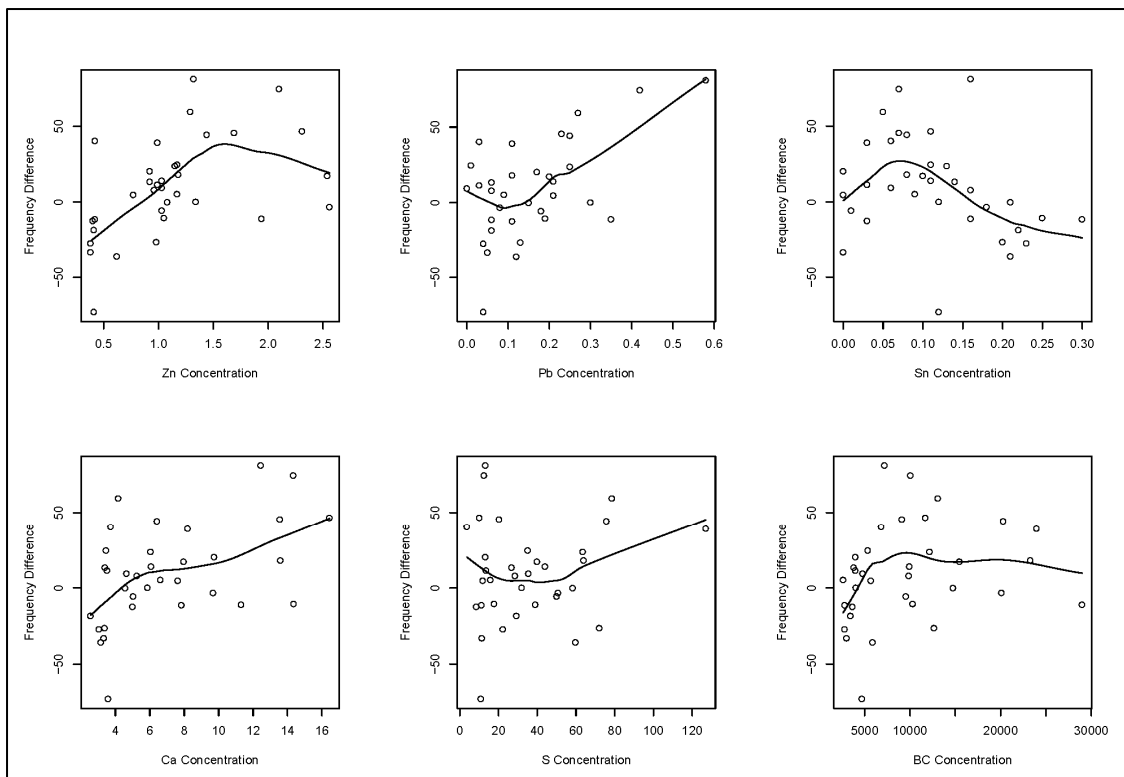 Frequency Difference
50
0
-50
0.5 1.0 1.5 2.0 2.5
Zn Concentration
Frequency Difference
50
0
-50
0.0 0.1 0.2 0.3 0.4 0.5 0.6
Pb Concentration
Frequency Difference
50
0
-50
0.00 0.05 0.10 0.15 0.20 0.25 0.30
Sn Concentration
Frequency Difference
50
0
-50
4 6 8 10 12 14 16
Ca Concentration
Frequency Difference
50
0
-50
0 20 40 60 80 100 120
S Concentration
Frequency Difference
50
0
-50
5000 10000 20000 30000
BC Concentration